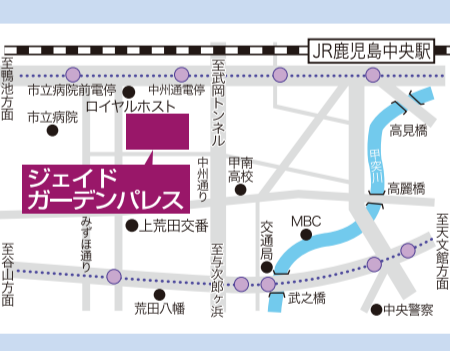 JR鹿児島中央駅
至鴨池方面
市立病院前電停
中州通電停
至武岡トンネル
ロイヤルホスト
市立病院
高見橋
甲突川
ジェイド
ガーデンパレス
中州通り
甲南
高校
高麗橋
みずほ通り
上荒田交番
交通局
MBC
至天文館方面
至谷山方面
至与次郎ヶ浜
荒田八幡
武之橋
中央警察